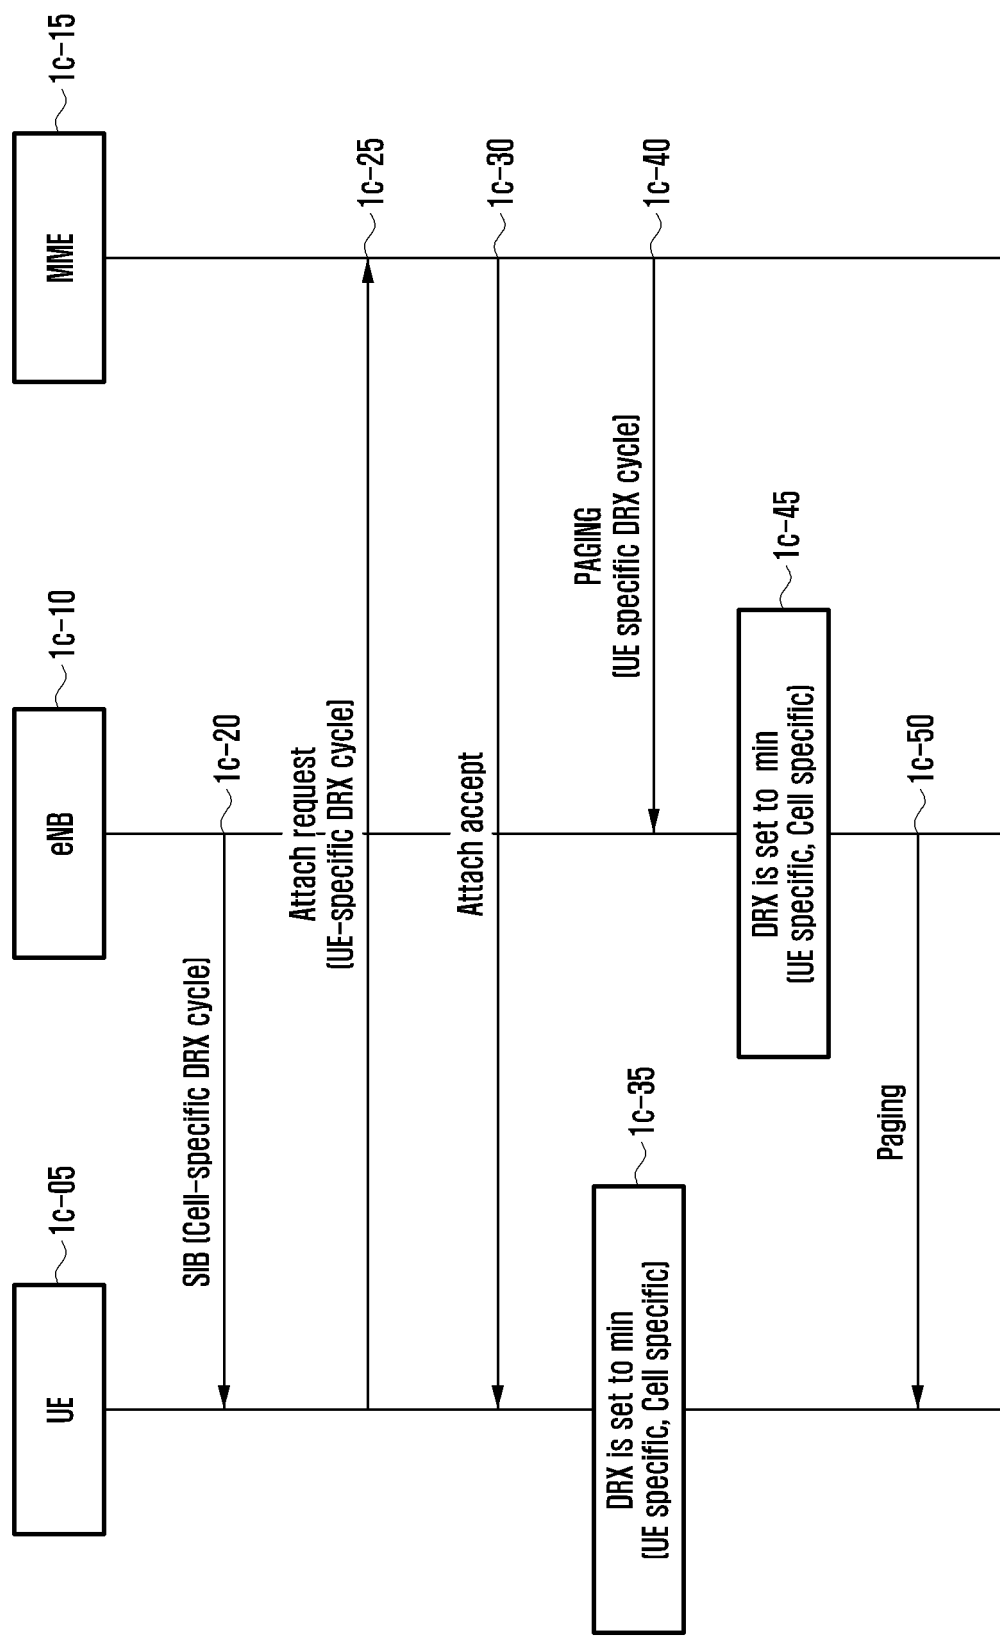 UE
1c-05
eNB
1c-10
MME
1c-15
SIB (Cell-specific DRX cycle)
1c-20
Attach request
(UE-specific DRX cycle)
1c-25
Attach accept
1c-30
DRX is set to min
(UE specific, Cell specific)
1c-35
PAGING
(UE specific DRX cycle)
1c-40
DRX is set to min
(UE specific, Cell specific)
1c-45
Paging
1c-50